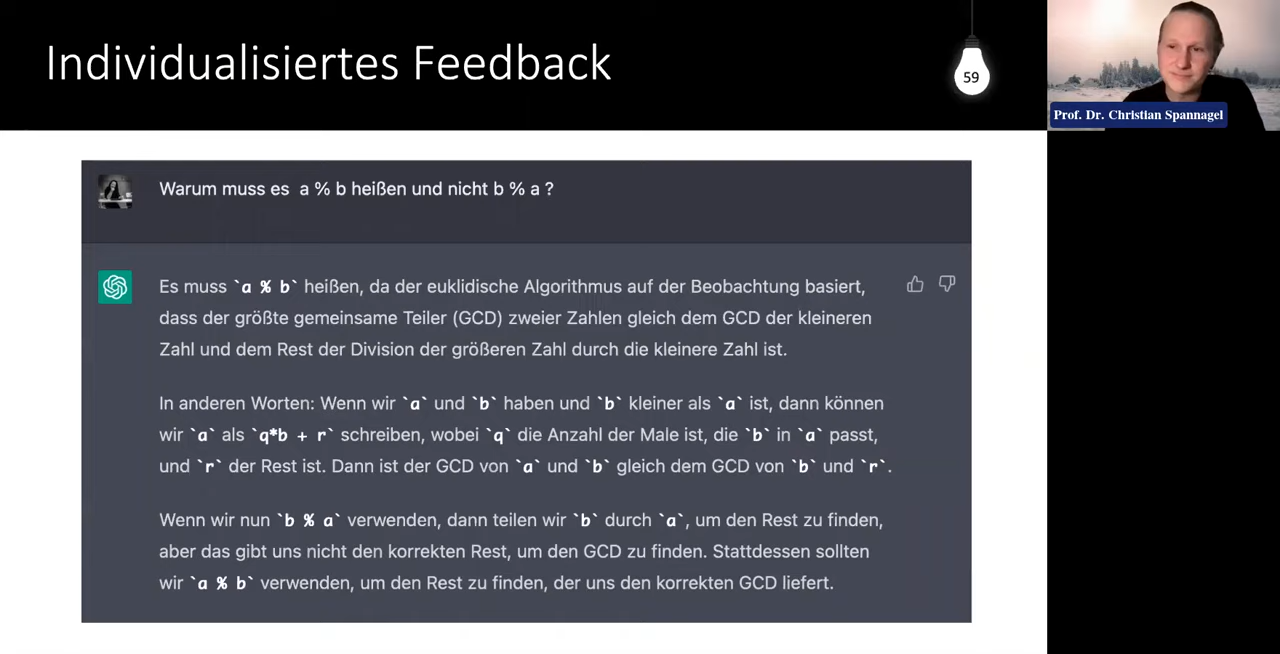 Individualisiertes Feedback
59
Prof. Dr. Christian Spannagel
Warum muss es  a % b heißen und nicht b % a ?
Es muss `a % b` heißen, da der euklidische Algorithmus auf der Beobachtung basiert,
dass der größte gemeinsame Teiler (GCD) zweier Zahlen gleich dem GCD der kleineren
Zahl und dem Rest der Division der größeren Zahl durch die kleinere Zahl ist.
In anderen Worten: Wenn wir `a` und `b` haben und `b` kleiner als `a` ist, dann können
wir `a` als `q*b + r` schreiben, wobei `q` die Anzahl der Male ist, die `b` in `a` passt,
und `r` der Rest ist. Dann ist der GCD von `a` und `b` gleich dem GCD von `b` und `r`.
Wenn wir nun `b % a` verwenden, dann teilen wir `b` durch `a`, um den Rest zu finden,
aber das gibt uns nicht den korrekten Rest, um den GCD zu finden. Stattdessen sollten
wir `a % b` verwenden, um den Rest zu finden, der uns den korrekten GCD liefert.